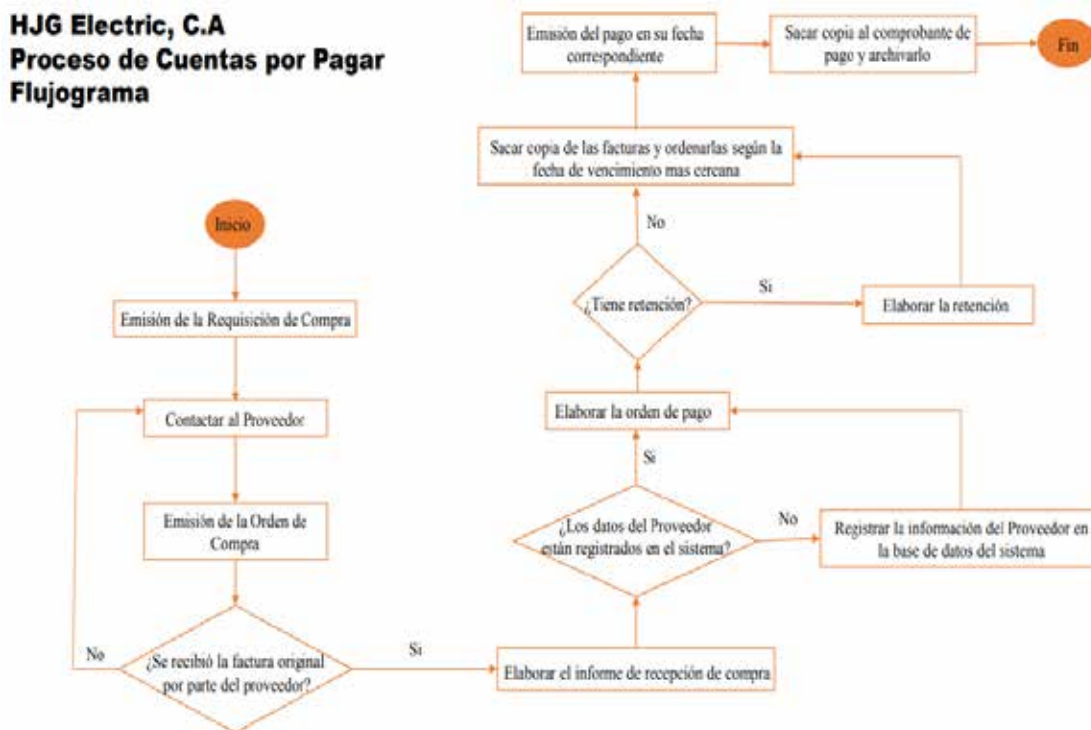 HJG Electric, C.A
Proceso de Cuentas por Pagar
Flujograma
Inicio
Emisión de la Requisición de Compra
Contactar al Proveedor
Emisión de la Orden de
Compra
¿Se recibió la factura original
por parte del proveedor?
No
Si
Elaborar el informe de recepción de compra
¿Los datos del Proveedor
están registrados en el sistema?
No
Registrar la información del Proveedor en
la base de datos del sistema
Si
Elaborar la orden de pago
¿Tiene retención?
Si
Elaborar la retención
No
Sacar copia de las facturas y ordenarlas según la
fecha de vencimiento mas cercana
Emisión del pago en su fecha
correspondiente
Sacar copia al comprobante de
pago y archivarlo
Fin